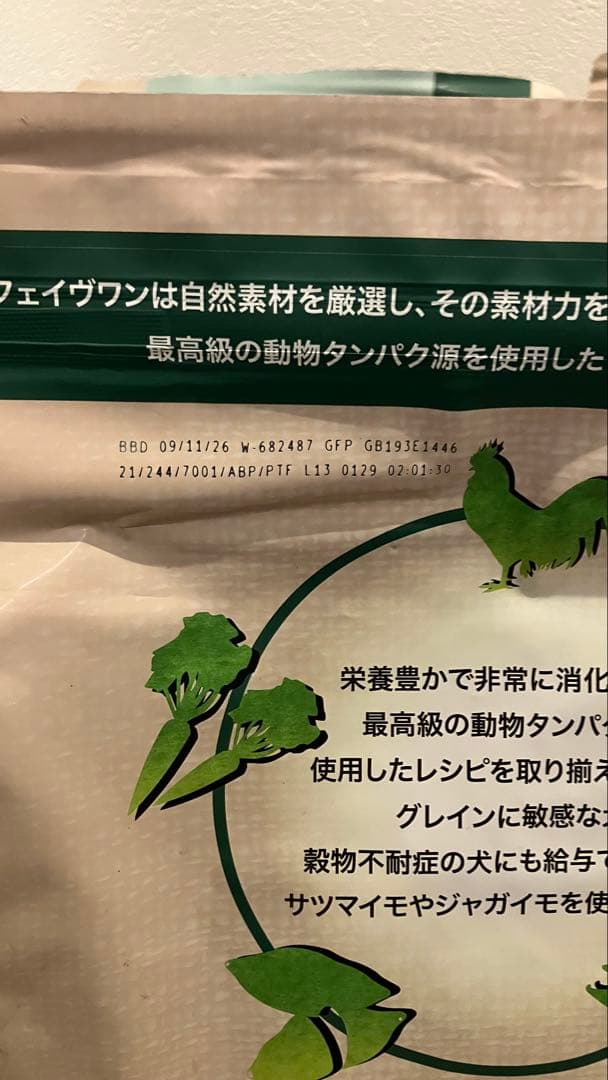 フェイヴワンは自然素材を厳選し、その素材力を
最高級の動物タンパク源を使用した
BBD 09/11/26 W-682487 GFP GB193E1446
21/244/7001/ABP/PTF L13 0129 02:01:30
栄養豊かで非常に消化
最高級の動物タンパ
使用したレシピを取り揃え
グレインに敏感な
穀物不耐症の犬にも給与で
サツマイモやジャガイモを使